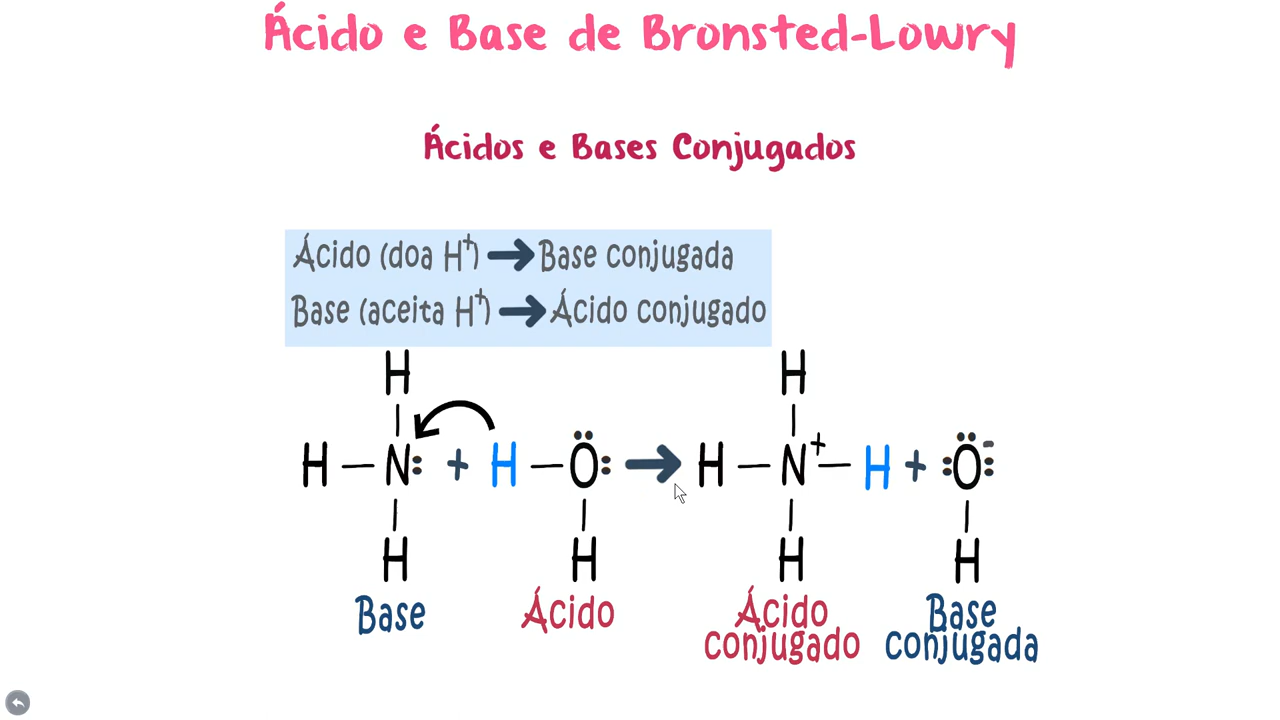 Ácido e Base de Bronsted-Lowry
Ácidos e Bases Conjugados
Ácido (doa H⁺) → Base conjugada
Base (aceita H⁺) → Ácido conjugado
H H
H — N: + H — Ö: → H — N⁺ — H + :Ö:⁻
H H H H
Base Ácido Ácido conjugado Base conjugada